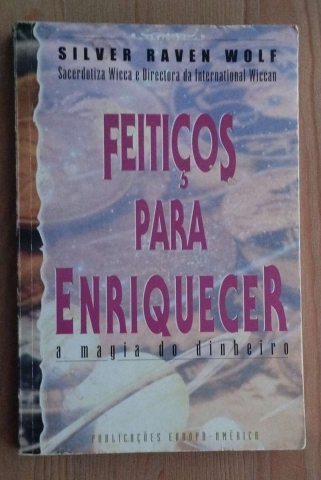 SILVER RAVEN WOLF
Sacerdotiza Wicca e Directora da International Wiccan
FEITIÇOS
PARA
ENRIQUECER
a magia do dinheiro
PUBLICAÇÕES EUROPA-AMÉRICA